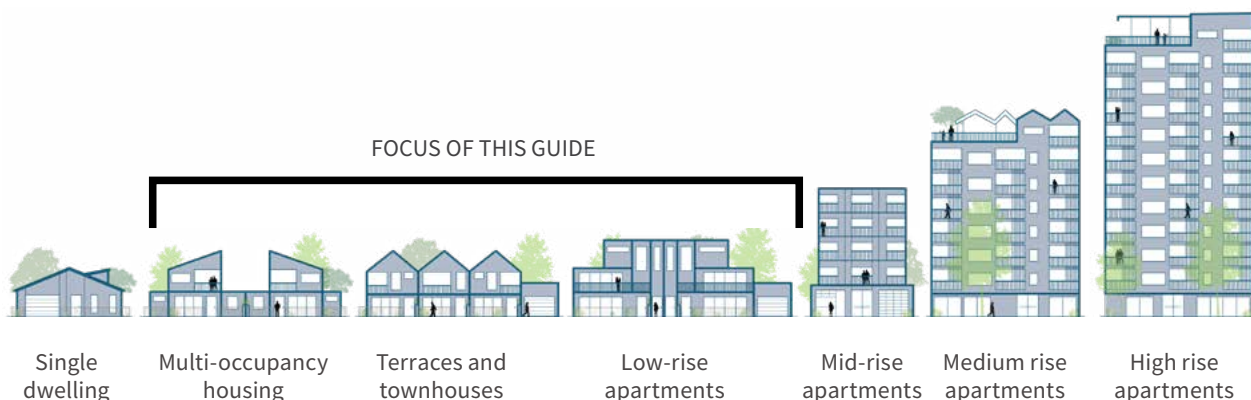 FOCUS OF THIS GUIDE
Single
dwelling
Multi-occupancy
housing
Terraces and
townhouses
Low-rise
apartments
Mid-rise
apartments
Medium rise
apartments
High rise
apartments